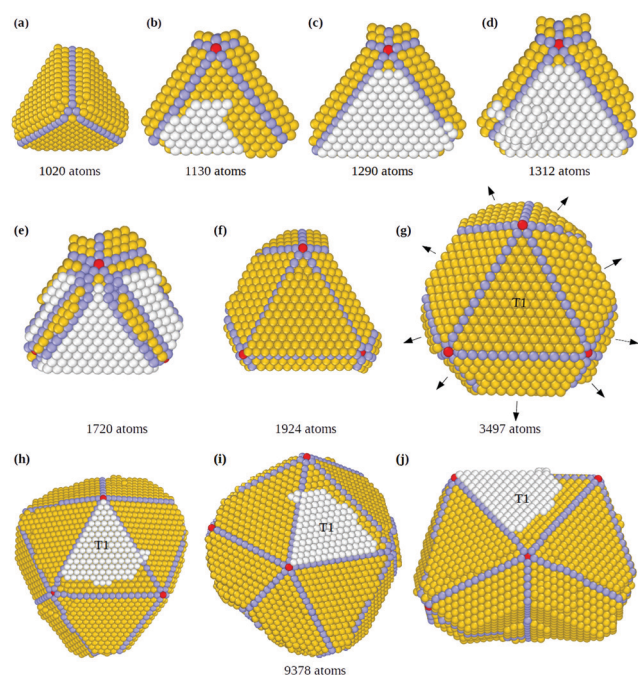 (a)
(b)
(c)
(d)
1020 atoms
1130 atoms
1290 atoms
1312 atoms
(e)
(f)
(g)
T1
1720 atoms
1924 atoms
3497 atoms
(h)
(i)
(j)
T1
T1
T1
9378 atoms